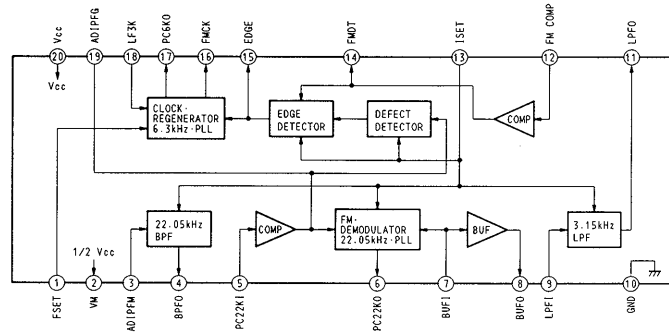 Vcc
ADIPFG
LF3K
PC6KO
FMCK
EDGE
FMDT
ISET
FM COMP
LPFO
20
19
18
17
16
15
14
13
12
11
Vcc
CLOCK·
REGENERATOR
6.3kHz·PLL
EDGE
DETECTOR
DEFECT
DETECTOR
COMP
22.05kHz
BPF
COMP
FM·
DEMODULATOR
22.05kHz·PLL
BUF
3.15kHz
LPF
1/2 Vcc
1
2
3
4
5
6
7
8
9
10
FSET
VM
ADIPFM
BPFO
PC22KI
PC22KO
BUFI
BUFO
LPFI
GND